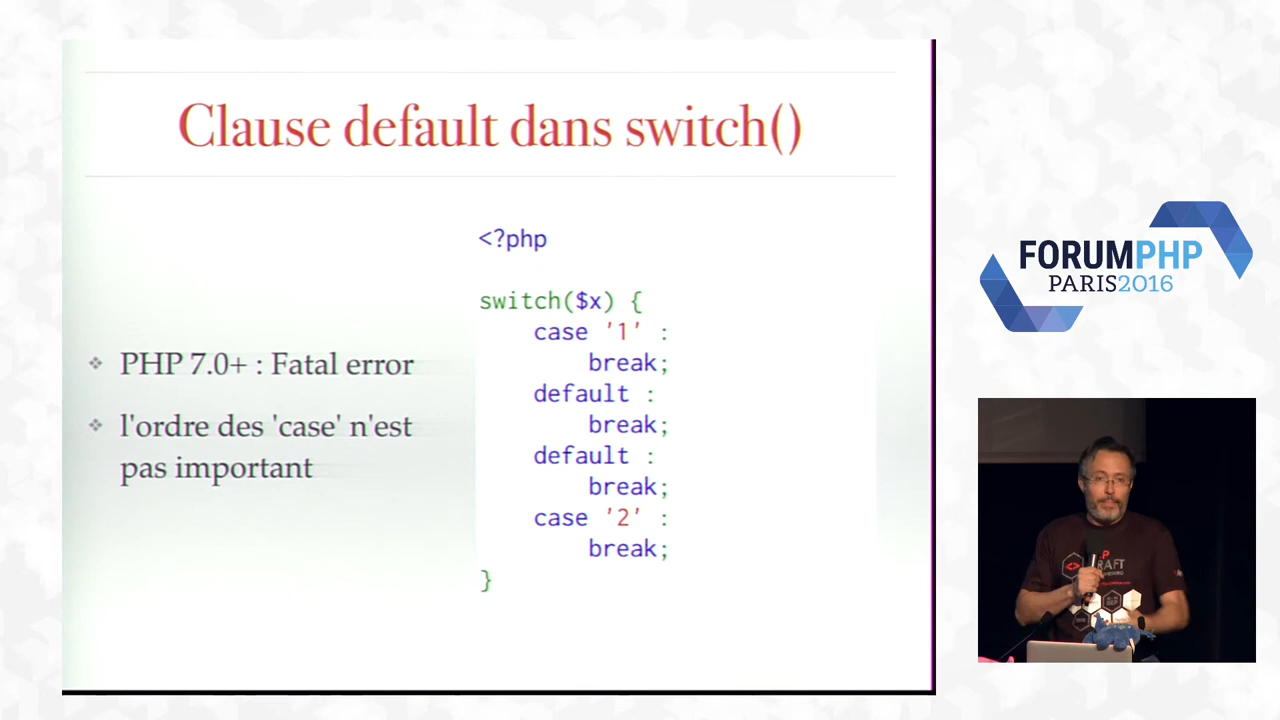 Clause default dans switch()
PHP 7.0+ : Fatal error
l'ordre des 'case' n'est
pas important
<?php
switch($x) {
case '1' :
break;
default :
break;
default :
break;
case '2' :
break;
}
FORUMPHP
PARIS2016